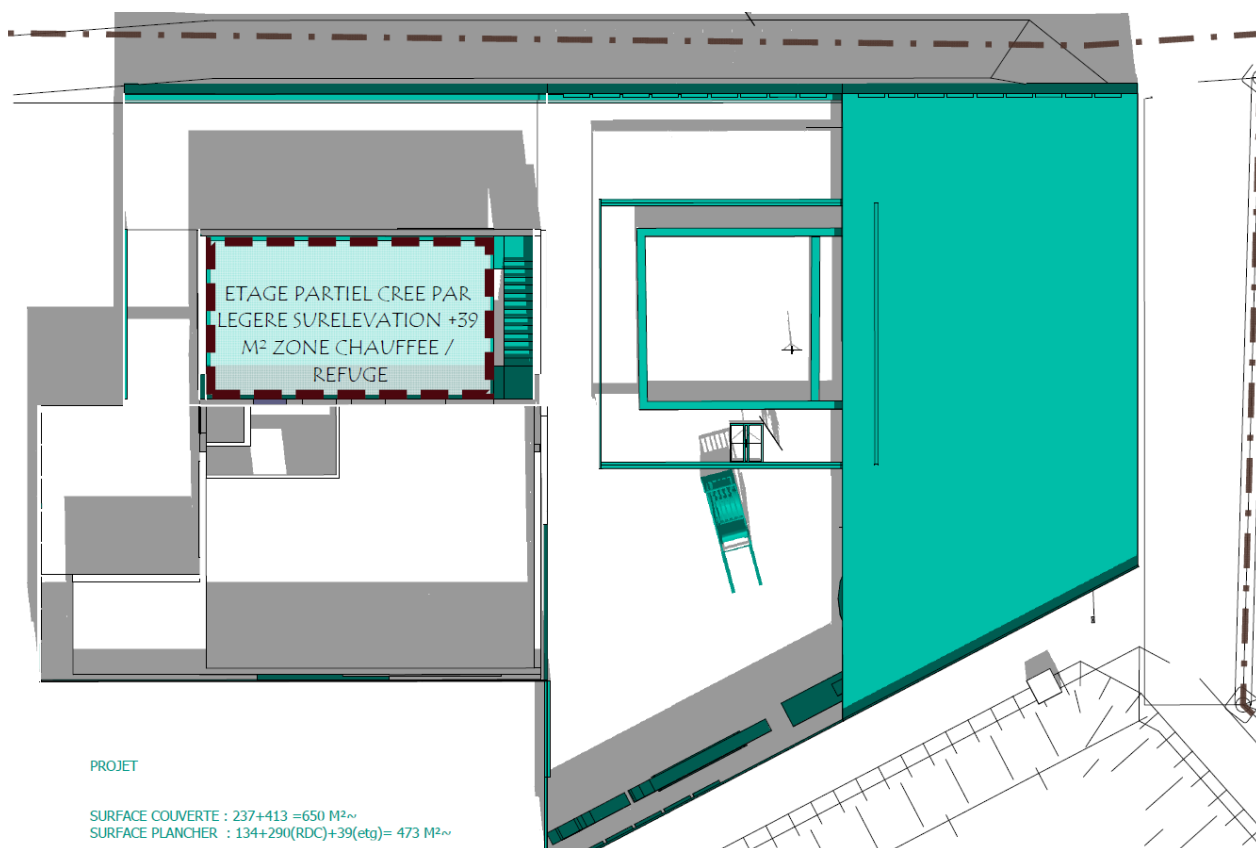 ETAGE PARTIEL CREE PAR
LEGERE SURELEVATION +39
M² ZONE CHAUFFEE /
REFUGE
PROJET
SURFACE COUVERTE : 237+413 =650 M²~
SURFACE PLANCHER : 134+290(RDC)+39(etg)= 473 M²~